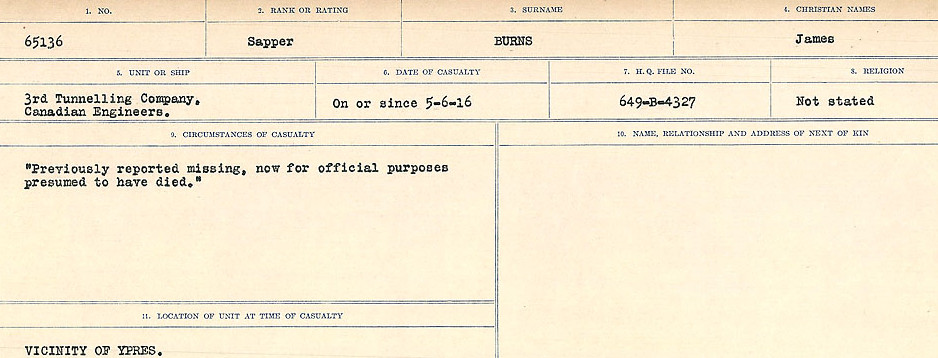 1. NO. 2. RANK OR RATING 3. SURNAME 4. CHRISTIAN NAMES
65136 Sapper BURNS James
5. UNIT OR SHIP 6. DATE OF CASUALTY 7. H.Q. FILE NO. 8. RELIGION
3rd Tunnelling Company, On or since 5-6-16 649-B-4327 Not stated
Canadian Engineers.
9. CIRCUMSTANCES OF CASUALTY 10. NAME, RELATIONSHIP AND ADDRESS OF NEXT OF KIN
"Previously reported missing, now for official purposes
presumed to have died."
11. LOCATION OF UNIT AT TIME OF CASUALTY
VICINITY OF YPRES.